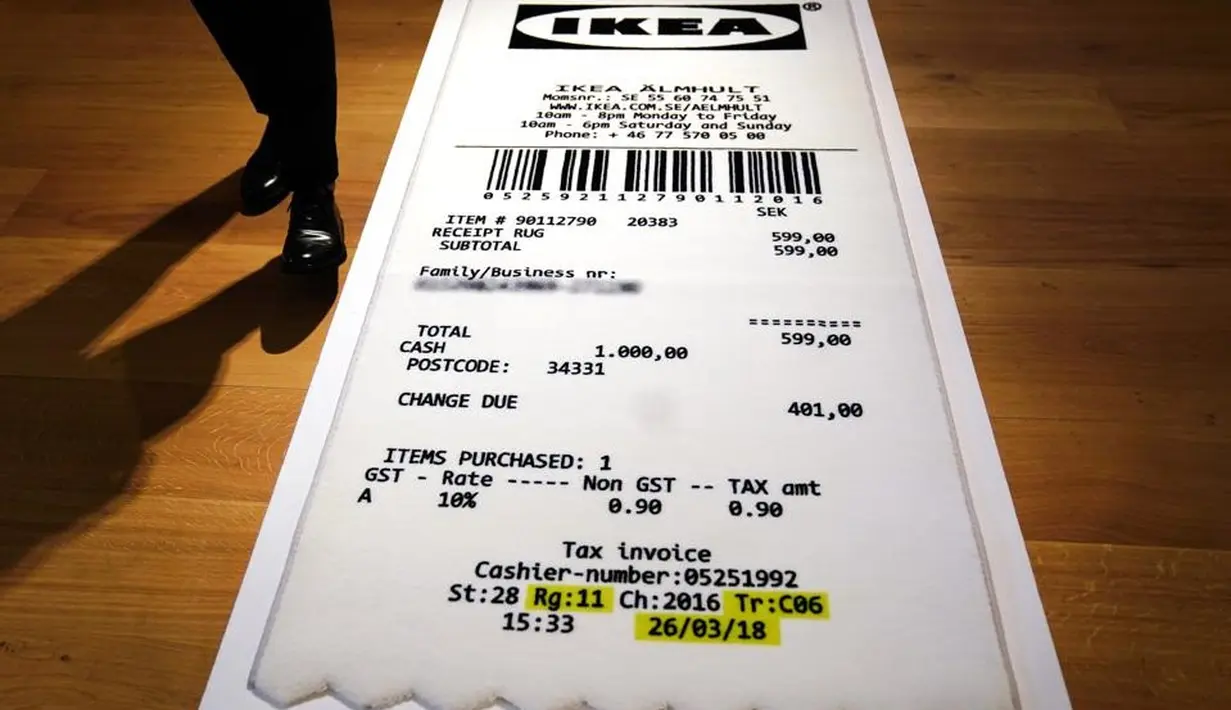 IKEA®
IKEA ÄLMHULT
Momsnr.: SE 55 60 74 75 51
WWW.IKEA.COM.SE/AELMHULT
10am - 8pm Monday to Friday
10am - 6pm Saturday and Sunday
Phone: + 46 77 570 05 00
052592112790112016
SEK
ITEM # 90112790 20383
RECEIPT RUG 599,00
SUBTOTAL 599,00
Family/Business nr:
==========
TOTAL 599,00
CASH 1.000,00
POSTCODE: 34331
CHANGE DUE 401,00
ITEMS PURCHASED: 1
GST - Rate ----- Non GST -- TAX amt
A 10% 0.90 0.90
Tax invoice
Cashier-number:05251992
St:28 Rg:11 Ch:2016 Tr:C06
15:33 26/03/18